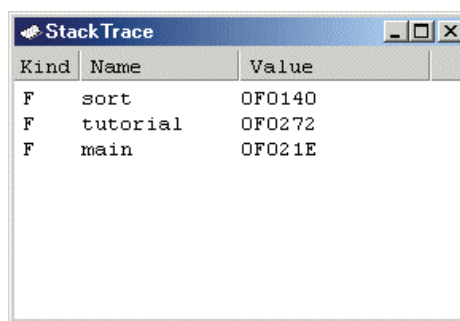 StackTrace
Kind Name Value
F sort 0F0140
F tutorial 0F0272
F main 0F021E